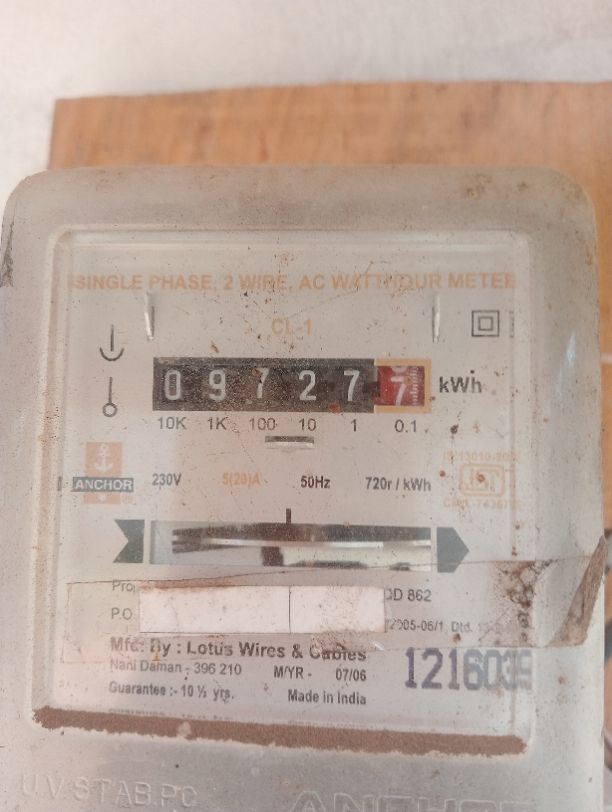 SINGLE PHASE, 2 WIRE, AC WATTHOUR METER
CL-1
0 9 7 2 7 7 kWh
10K 1K 100 10 1 0.1
ANCHOR 230V 5(20)A 50Hz 720r / kWh
OD 862
P.O
Mfd. By : Lotus Wires & Cables
Nani Daman - 396 210 M/YR - 07/06
Guarantee :- 10 ½ yrs. Made in India
1216039
U.V.STAB.PC